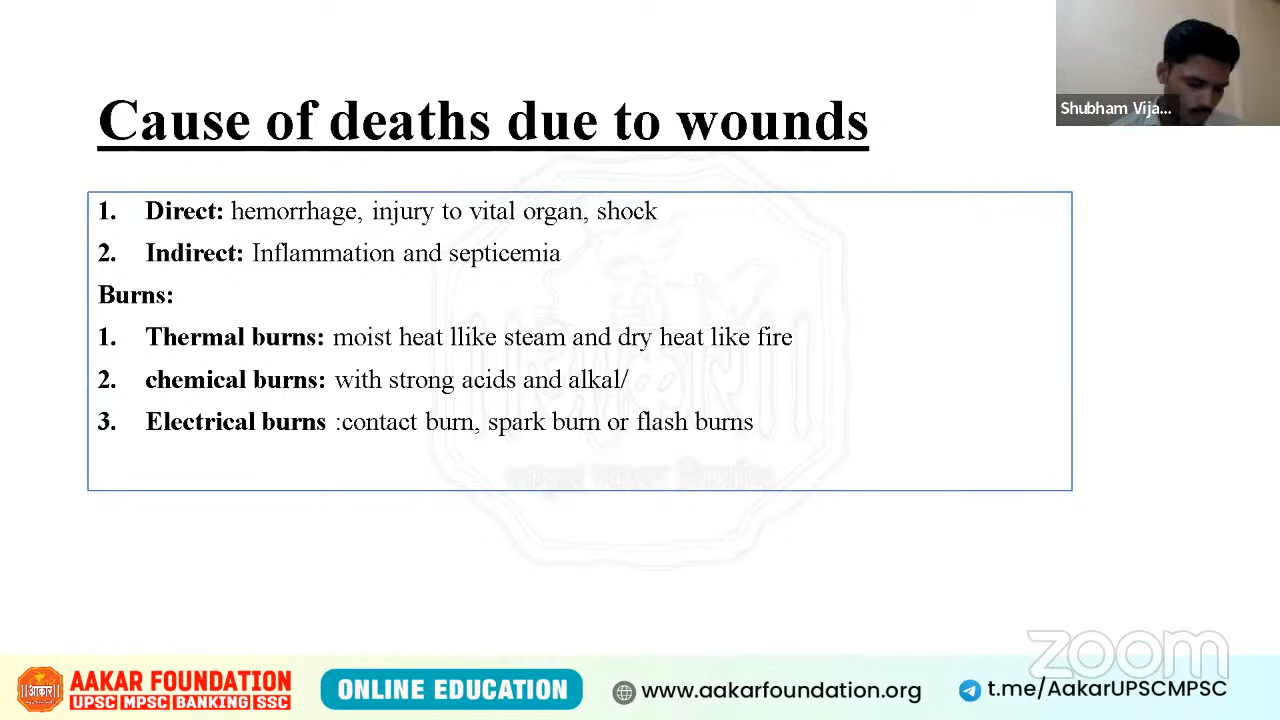 Shubham Vija...
Cause of deaths due to wounds
1. Direct: hemorrhage, injury to vital organ, shock
2. Indirect: Inflammation and septicemia
Burns:
1. Thermal burns: moist heat llike steam and dry heat like fire
2. chemical burns: with strong acids and alkal/
3. Electrical burns :contact burn, spark burn or flash burns
zoom
आकार
AAKAR FOUNDATION
UPSC MPSC BANKING SSC
ONLINE EDUCATION
www.aakarfoundation.org
t.me/AakarUPSCMPSC